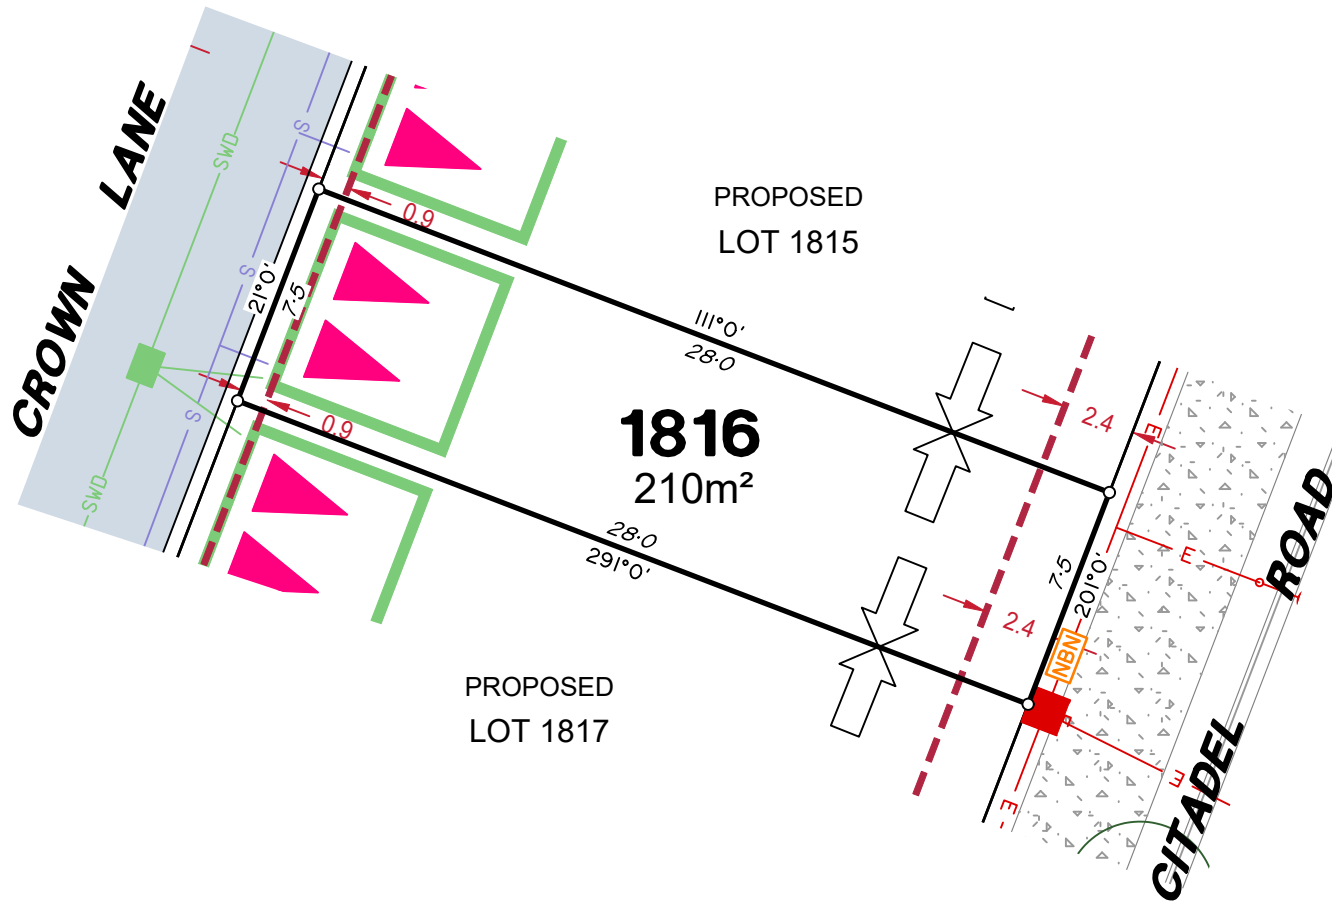 CROWN LANE
SWD
SWD
S
S
S
21°0'
7·5
0.9
0.9
PROPOSED
LOT 1815
111°0'
28·0
1816
210m²
28·0
291°0'
PROPOSED
LOT 1817
2.4
2.4
7·5
201°0'
NBN
E
E
E
E
CITADEL ROAD